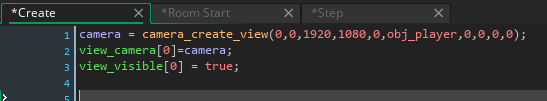 *Create × *Room Start × *Step ×
1 camera = camera_create_view(0,0,1920,1080,0,obj_player,0,0,0,0);
2 view_camera[0]=camera;
3 view_visible[0] = true;
4
5